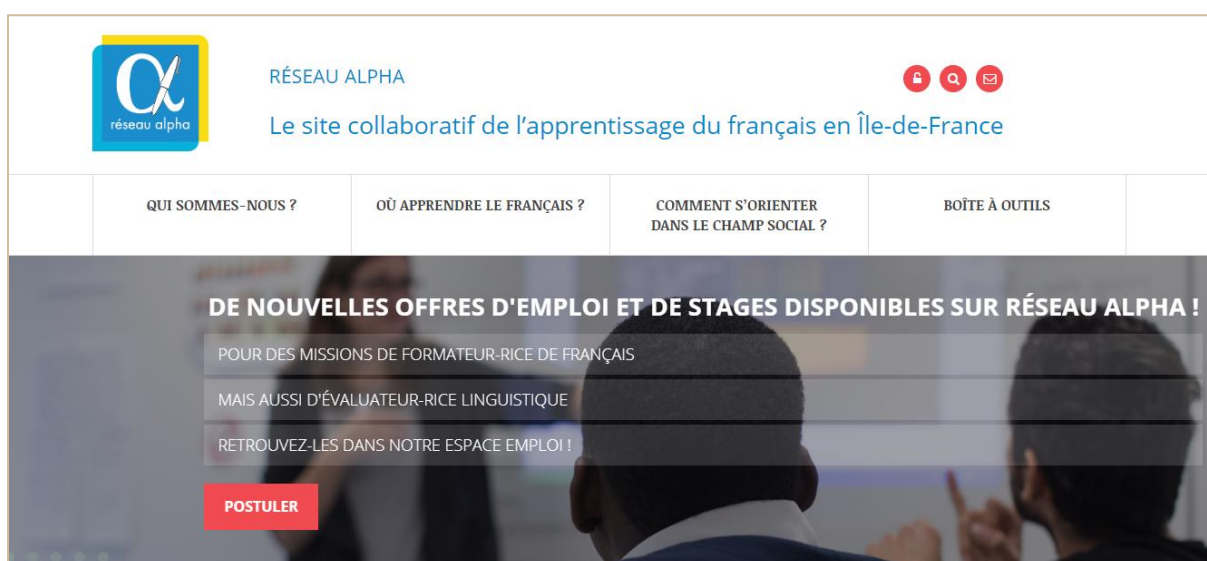 α
réseau alpha
RÉSEAU ALPHA
Le site collaboratif de l’apprentissage du français en Île-de-France
QUI SOMMES-NOUS ?
OÙ APPRENDRE LE FRANÇAIS ?
COMMENT S’ORIENTER
DANS LE CHAMP SOCIAL ?
BOÎTE À OUTILS
DE NOUVELLES OFFRES D'EMPLOI ET DE STAGES DISPONIBLES SUR RÉSEAU ALPHA !
POUR DES MISSIONS DE FORMATEUR-RICE DE FRANÇAIS
MAIS AUSSI D'ÉVALUATEUR-RICE LINGUISTIQUE
RETROUVEZ-LES DANS NOTRE ESPACE EMPLOI !
POSTULER